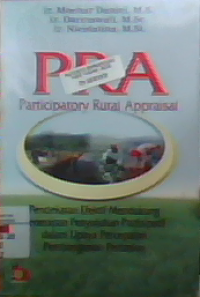 Ir. Moehar Daniel, M.S.
Ir. Darmawati, M.Si.
Ir. Nieldalina, M.Si.
PRA
Participatory Rural Appraisal
Pendekatan Efektif Mendukung
Penerapan Penyuluhan Partisipatif
dalam Upaya Percepatan
Pembangunan Pertanian